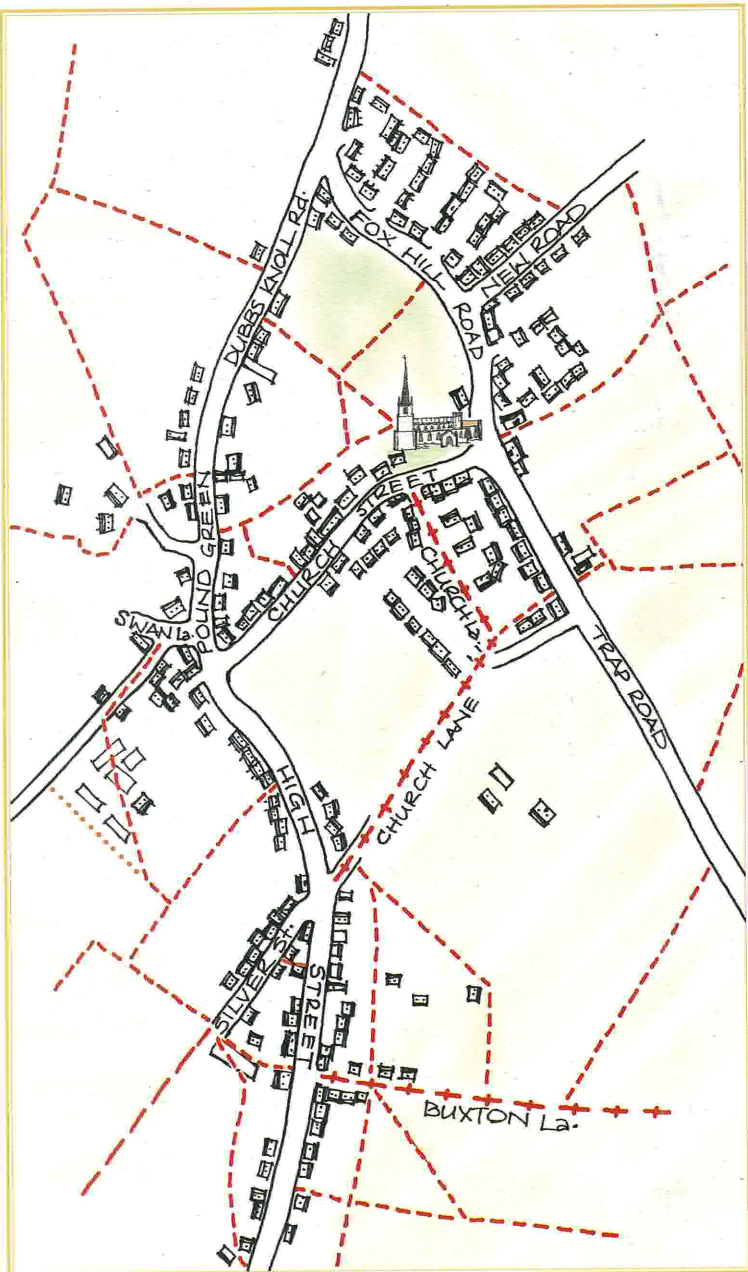 DUBBS KNOLL Rd.
FOX HILL ROAD
NEW ROAD
POUND GREEN
CHURCH STREET
CHURCH La.
SWAN La.
TRAP ROAD
CHURCH LANE
HIGH STREET
SILVER St.
BUXTON La.